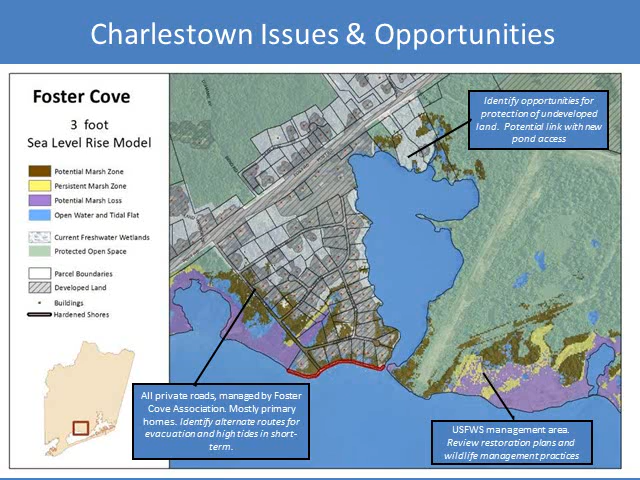 Charlestown Issues & Opportunities
Foster Cove
3 foot
Sea Level Rise Model
Potential Marsh Zone
Persistent Marsh Zone
Potential Marsh Loss
Open Water and Tidal Flat
Current Freshwater Wetlands
Protected Open Space
Parcel Boundaries
Developed Land
Buildings
Hardened Shores
Identify opportunities for
protection of undeveloped
land. Potential link with new
pond access
All private roads, managed by Foster
Cove Association. Mostly primary
homes. Identify alternate routes for
evacuation and high tides in short-
term.
USFWS management area.
Review restoration plans and
wildlife management practices